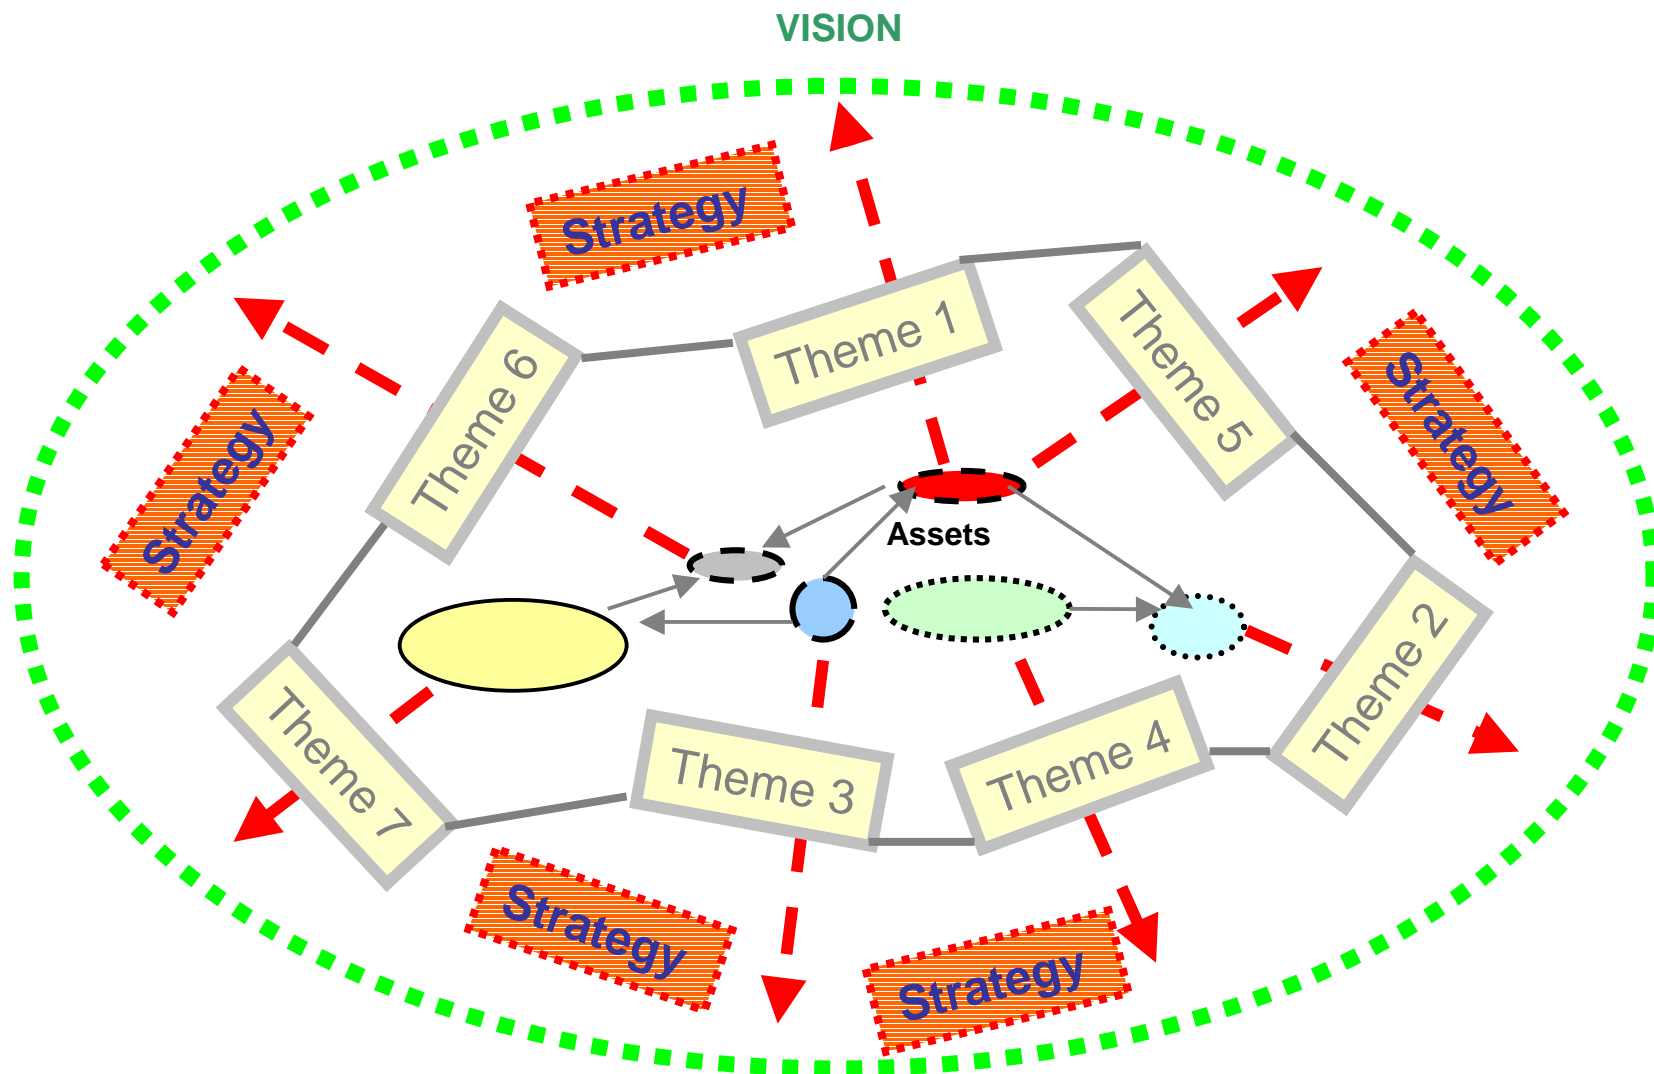 VISION
Strategy
Theme 1
Theme 5
Strategy
Theme 6
Strategy
Assets
Theme 2
Theme 7
Theme 3
Theme 4
Strategy
Strategy